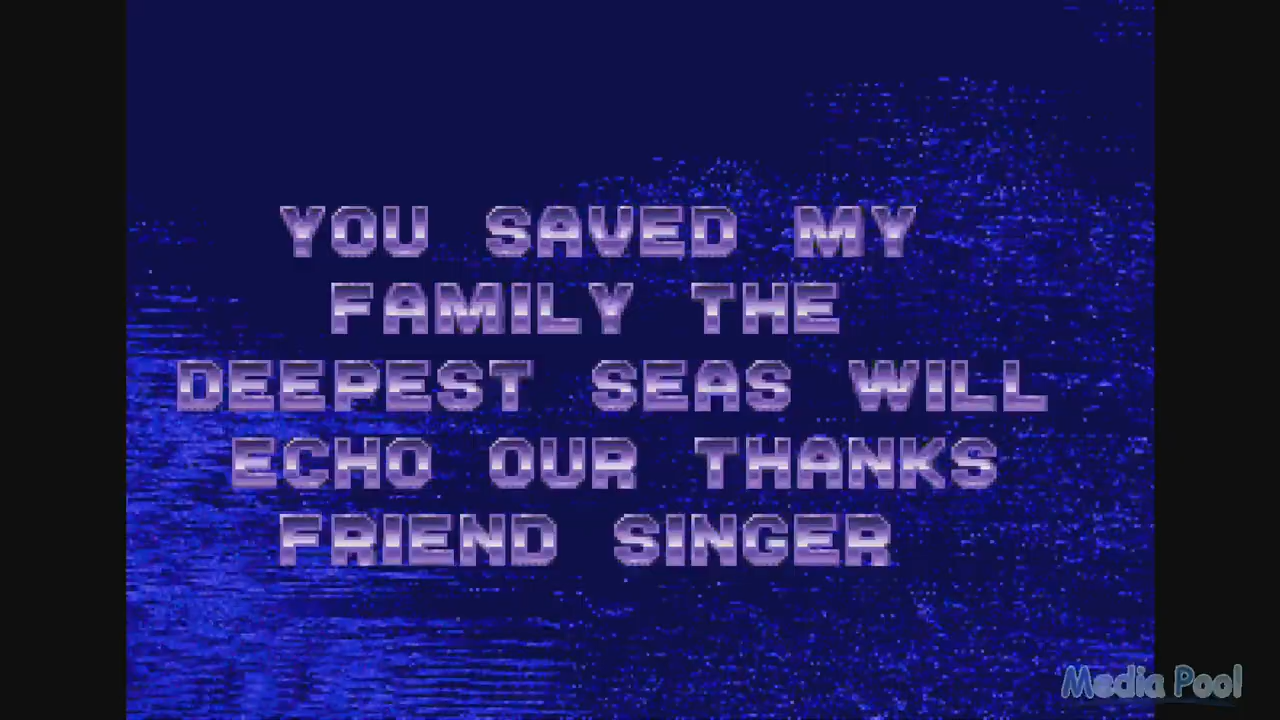 YOU SAVED MY
FAMILY THE
DEEPEST SEAS WILL
ECHO OUR THANKS
FRIEND SINGER
Media Pool